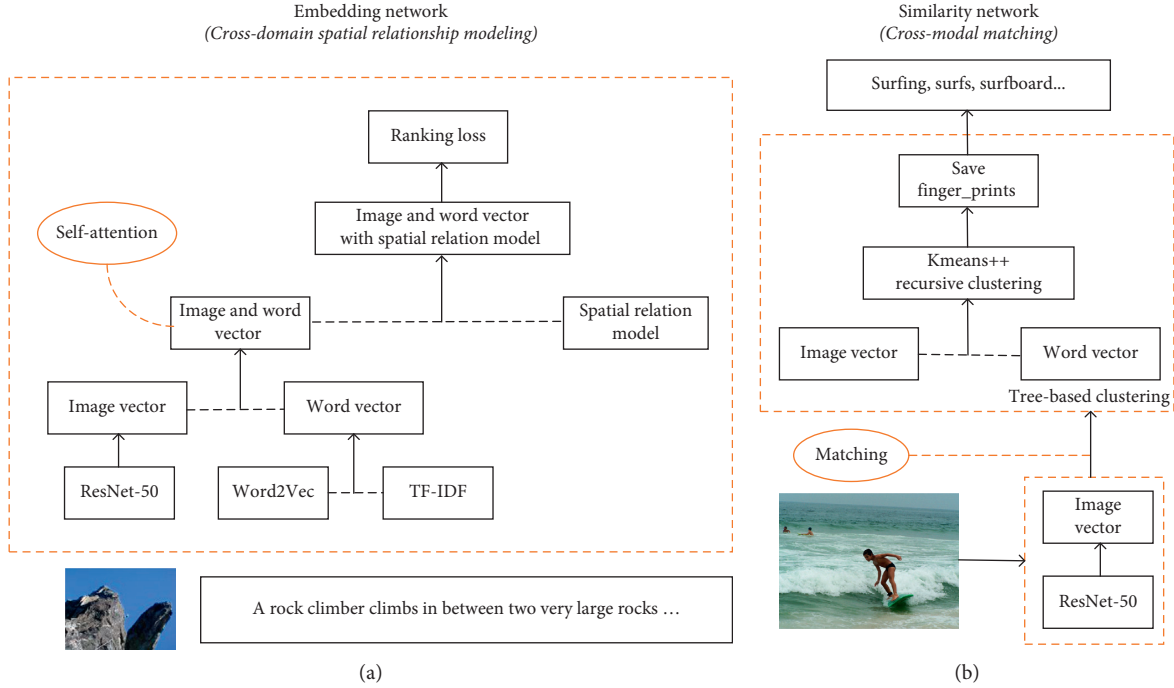 Embedding network
(Cross-domain spatial relationship modeling)
Ranking loss
Image and word vector
with spatial relation model
Self-attention
Image and word
vector
Spatial relation
model
Image vector
Word vector
ResNet-50
Word2Vec
TF-IDF
A rock climber climbs in between two very large rocks …
(a)
Similarity network
(Cross-modal matching)
Surfing, surfs, surfboard...
Save
finger_prints
Kmeans++
recursive clustering
Image vector
Word vector
Tree-based clustering
Matching
Image
vector
ResNet-50
(b)